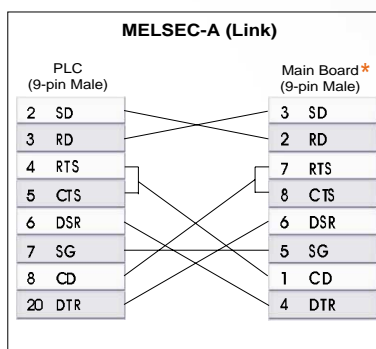 MELSEC-A (Link)
PLC
(9-pin Male)
Main Board*
(9-pin Male)
2 SD
3 RD
4 RTS
5 CTS
6 DSR
7 SG
8 CD
20 DTR
3 SD
2 RD
7 RTS
8 CTS
6 DSR
5 SG
1 CD
4 DTR